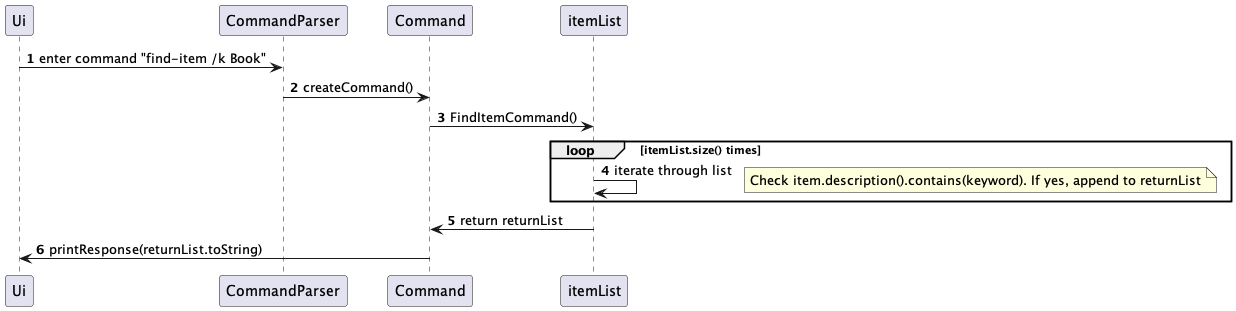 Ui CommandParser Command itemList
1 enter command "find-item /k Book"
2 createCommand()
3 FindItemCommand()
loop [itemList.size() times]
4 iterate through list
Check item.description().contains(keyword). If yes, append to returnList
5 return returnList
6 printResponse(returnList.toString)
Ui CommandParser Command itemList